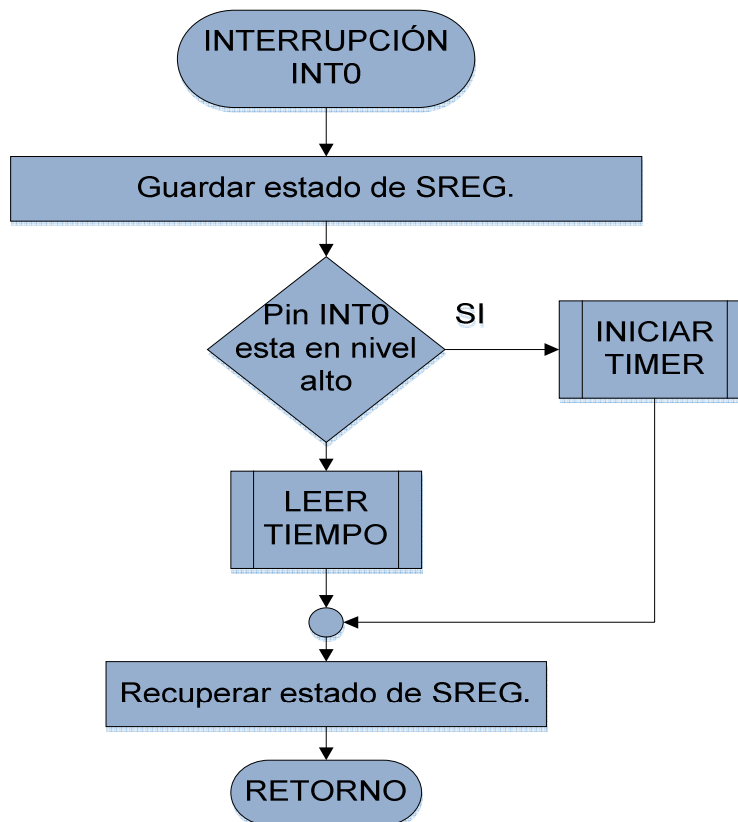 INTERRUPCIÓN
INT0
Guardar estado de SREG.
Pin INT0
esta en nivel
alto
SI
INICIAR
TIMER
LEER
TIEMPO
Recuperar estado de SREG.
RETORNO